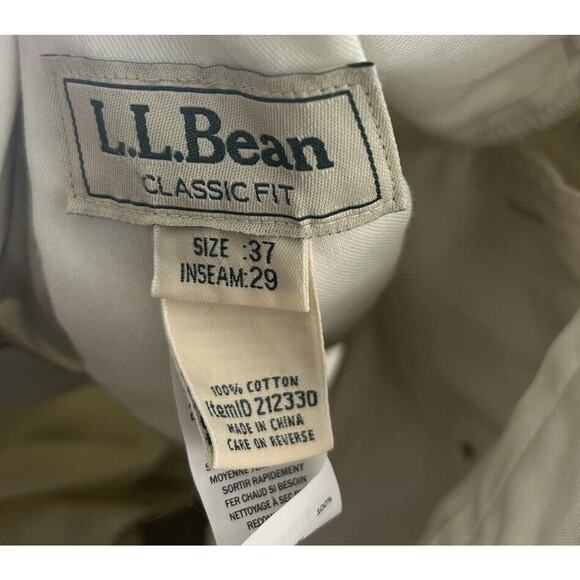 L.L.Bean
CLASSIC FIT
SIZE :37
INSEAM:29
100% COTTON
ItemID 212330
MADE IN CHINA
CARE ON REVERSE
MOYENNE
SORTIR RAPIDEMENT
FER CHAUD SI BESOIN
NETTOYAGE À SEC
100%